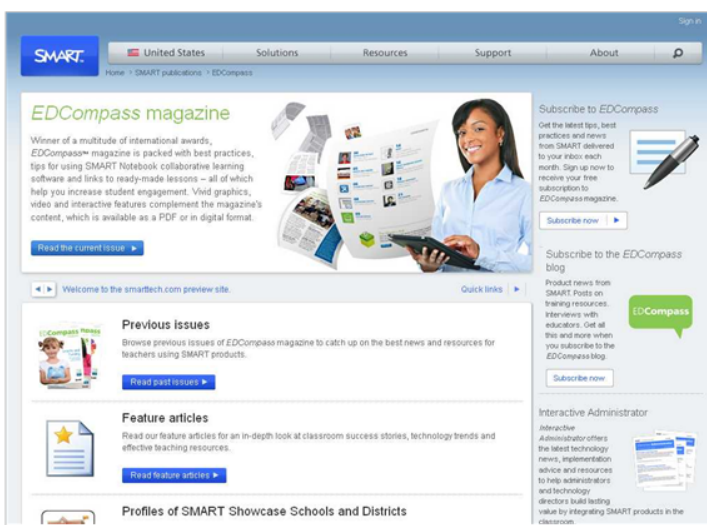 Sign in
SMART
United States
Solutions
Resources
Support
About
Home > SMART publications > EDCompass
EDCompass magazine
Winner of a multitude of international awards,
EDCompass™ magazine is packed with best practices,
tips for using SMART Notebook collaborative learning
software and links to ready-made lessons – all of which
help you increase student engagement. Vivid graphics,
video and interactive features complement the magazine's
content, which is available as a PDF or in digital format.
Read the current issue
Welcome to the smarttech.com preview site.
Quick links
EDCompass
Previous issues
Browse previous issues of EDCompass magazine to catch up on the best news and resources for
teachers using SMART products.
Read past issues
Feature articles
Read our feature articles for an in-depth look at classroom success stories, technology trends and
effective teaching resources.
Read feature articles
Profiles of SMART Showcase Schools and Districts
Subscribe to EDCompass
Get the latest tips, best
practices and news
from SMART delivered
to your inbox each
month. Sign up now to
receive your free
subscription to
EDCompass magazine.
Subscribe now
Subscribe to the EDCompass
blog
Product news from
SMART. Posts on
training resources.
Interviews with
educators. Get all
this and more when
you subscribe to the
EDCompass blog.
EDCompass
Subscribe now
Interactive Administrator
Interactive
Administrator offers
the latest technology
news, implementation
advice and resources
to help administrators
and technology
directors build lasting
value by integrating SMART products in the
classroom